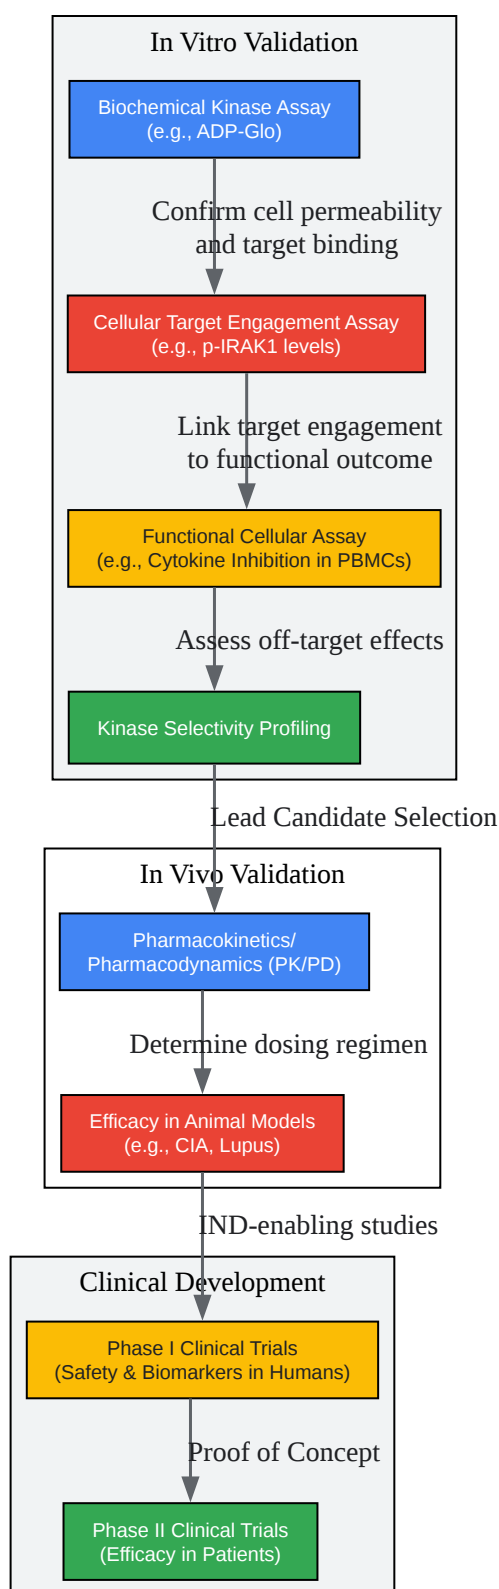 In Vitro Validation
Biochemical Kinase Assay
(e.g., ADP-Glo)
Confirm cell permeability
and target binding
Cellular Target Engagement Assay
(e.g., p-IRAK1 levels)
Link target engagement
to functional outcome
Functional Cellular Assay
(e.g., Cytokine Inhibition in PBMCs)
Assess off-target effects
Kinase Selectivity Profiling
Lead Candidate Selection
In Vivo Validation
Pharmacokinetics/
Pharmacodynamics (PK/PD)
Determine dosing regimen
Efficacy in Animal Models
(e.g., CIA, Lupus)
IND-enabling studies
Clinical Development
Phase I Clinical Trials
(Safety & Biomarkers in Humans)
Proof of Concept
Phase II Clinical Trials
(Efficacy in Patients)